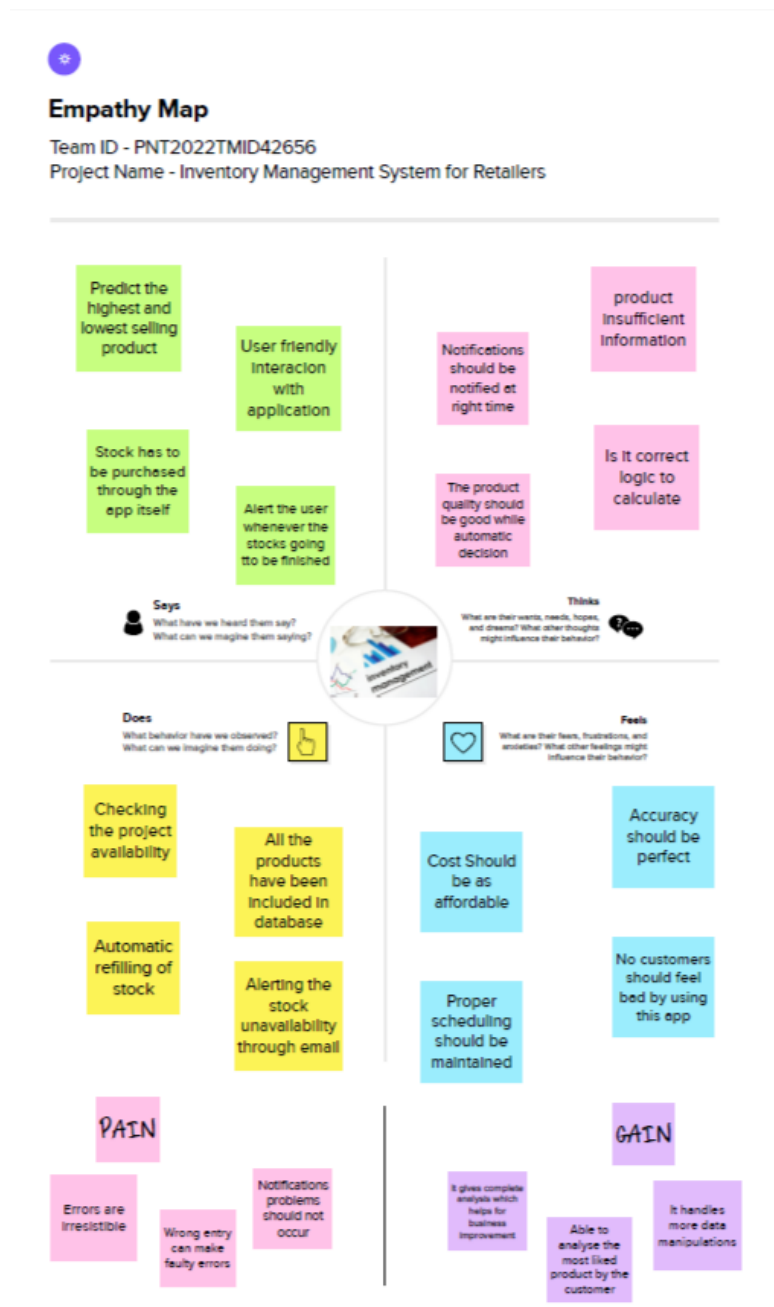 Empathy Map
Team ID - PNT2022TMID42656
Project Name - Inventory Management System for Retailers
Predict the
highest and
lowest selling
product
User friendly
interacion
with
application
Stock has to
be purchased
through the
app itself
Alert the user
whenever the
stocks going
tto be finished
Says
What have we heard them say?
What can we magine them saying?
Notifications
should be
notified at
right time
product
insufficient
information
The product
quality should
be good while
automatic
decision
Is it correct
logic to
calculate
Thinks
What are their wants, needs, hopes,
and dreams? What other thoughts
might influence their behavior?
inventory
management
Does
What behavior have we observed?
What can we imagine them doing?
Checking
the project
availability
All the
products
have been
included in
database
Automatic
refilling of
stock
Alerting the
stock
unavailability
through email
Feels
What are their fears, frustrations, and
anxieties? What other feelings might
influence their behavior?
Cost Should
be as
affordable
Accuracy
should be
perfect
Proper
scheduling
should be
maintained
No customers
should feel
bad by using
this app
PAIN
Errors are
irresistible
Wrong entry
can make
faulty errors
Notifications
problems
should not
occur
GAIN
It gives complete
analysis which
helps for
business
improvement
Able to
analyse the
most liked
product by the
customer
It handles
more data
manipulations